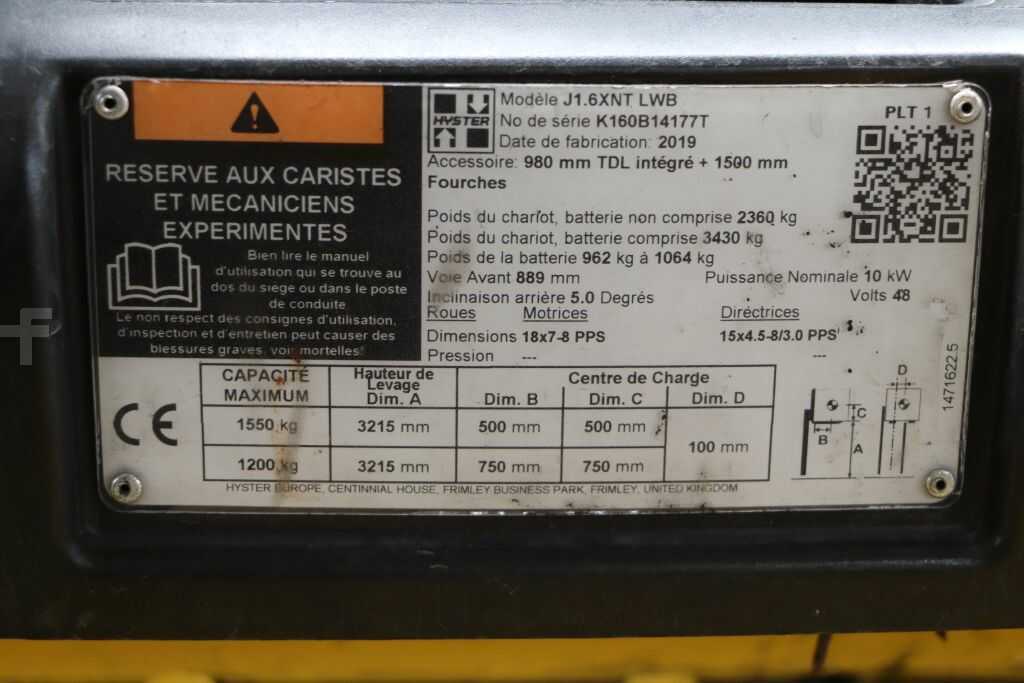 RESERVE AUX CARISTES
ET MECANICIENS
EXPERIMENTES
Bien lire le manuel
d'utilisation qui se trouve au
dos du siege ou dans le poste
de conduite
Le non respect des consignes d'utilisation,
d'inspection et d'entretien peut causer des
blessures graves, voir mortelles!
HYSTER
Modèle J1.6XNT LWB
No de série K160B14177T
Date de fabrication: 2019
Accessoire: 980 mm TDL intégré + 1500 mm
Fourches
PLT 1
Poids du chariot, batterie non comprise 2360 kg
Poids du chariot, batterie comprise 3430 kg
Poids de la batterie 962 kg à 1064 kg
Voie Avant 889 mm Puissance Nominale 10 kW
Inclinaison arrière 5.0 Degrés Volts 48
Roues Motrices Diréctrices
Dimensions 18x7-8 PPS 15x4.5-8/3.0 PPS
Pression --- ---
1471622.5
CAPACITÉ MAXIMUM Hauteur de Levage Dim. A Centre de Charge
Dim. B Dim. C Dim. D
1550 kg 3215 mm 500 mm 500 mm 100 mm
1200 kg 3215 mm 750 mm 750 mm
CE
D
C
B
A
HYSTER EUROPE, CENTINNIAL HOUSE, FRIMLEY BUSINESS PARK, FRIMLEY, UNITED KINGDOM
f